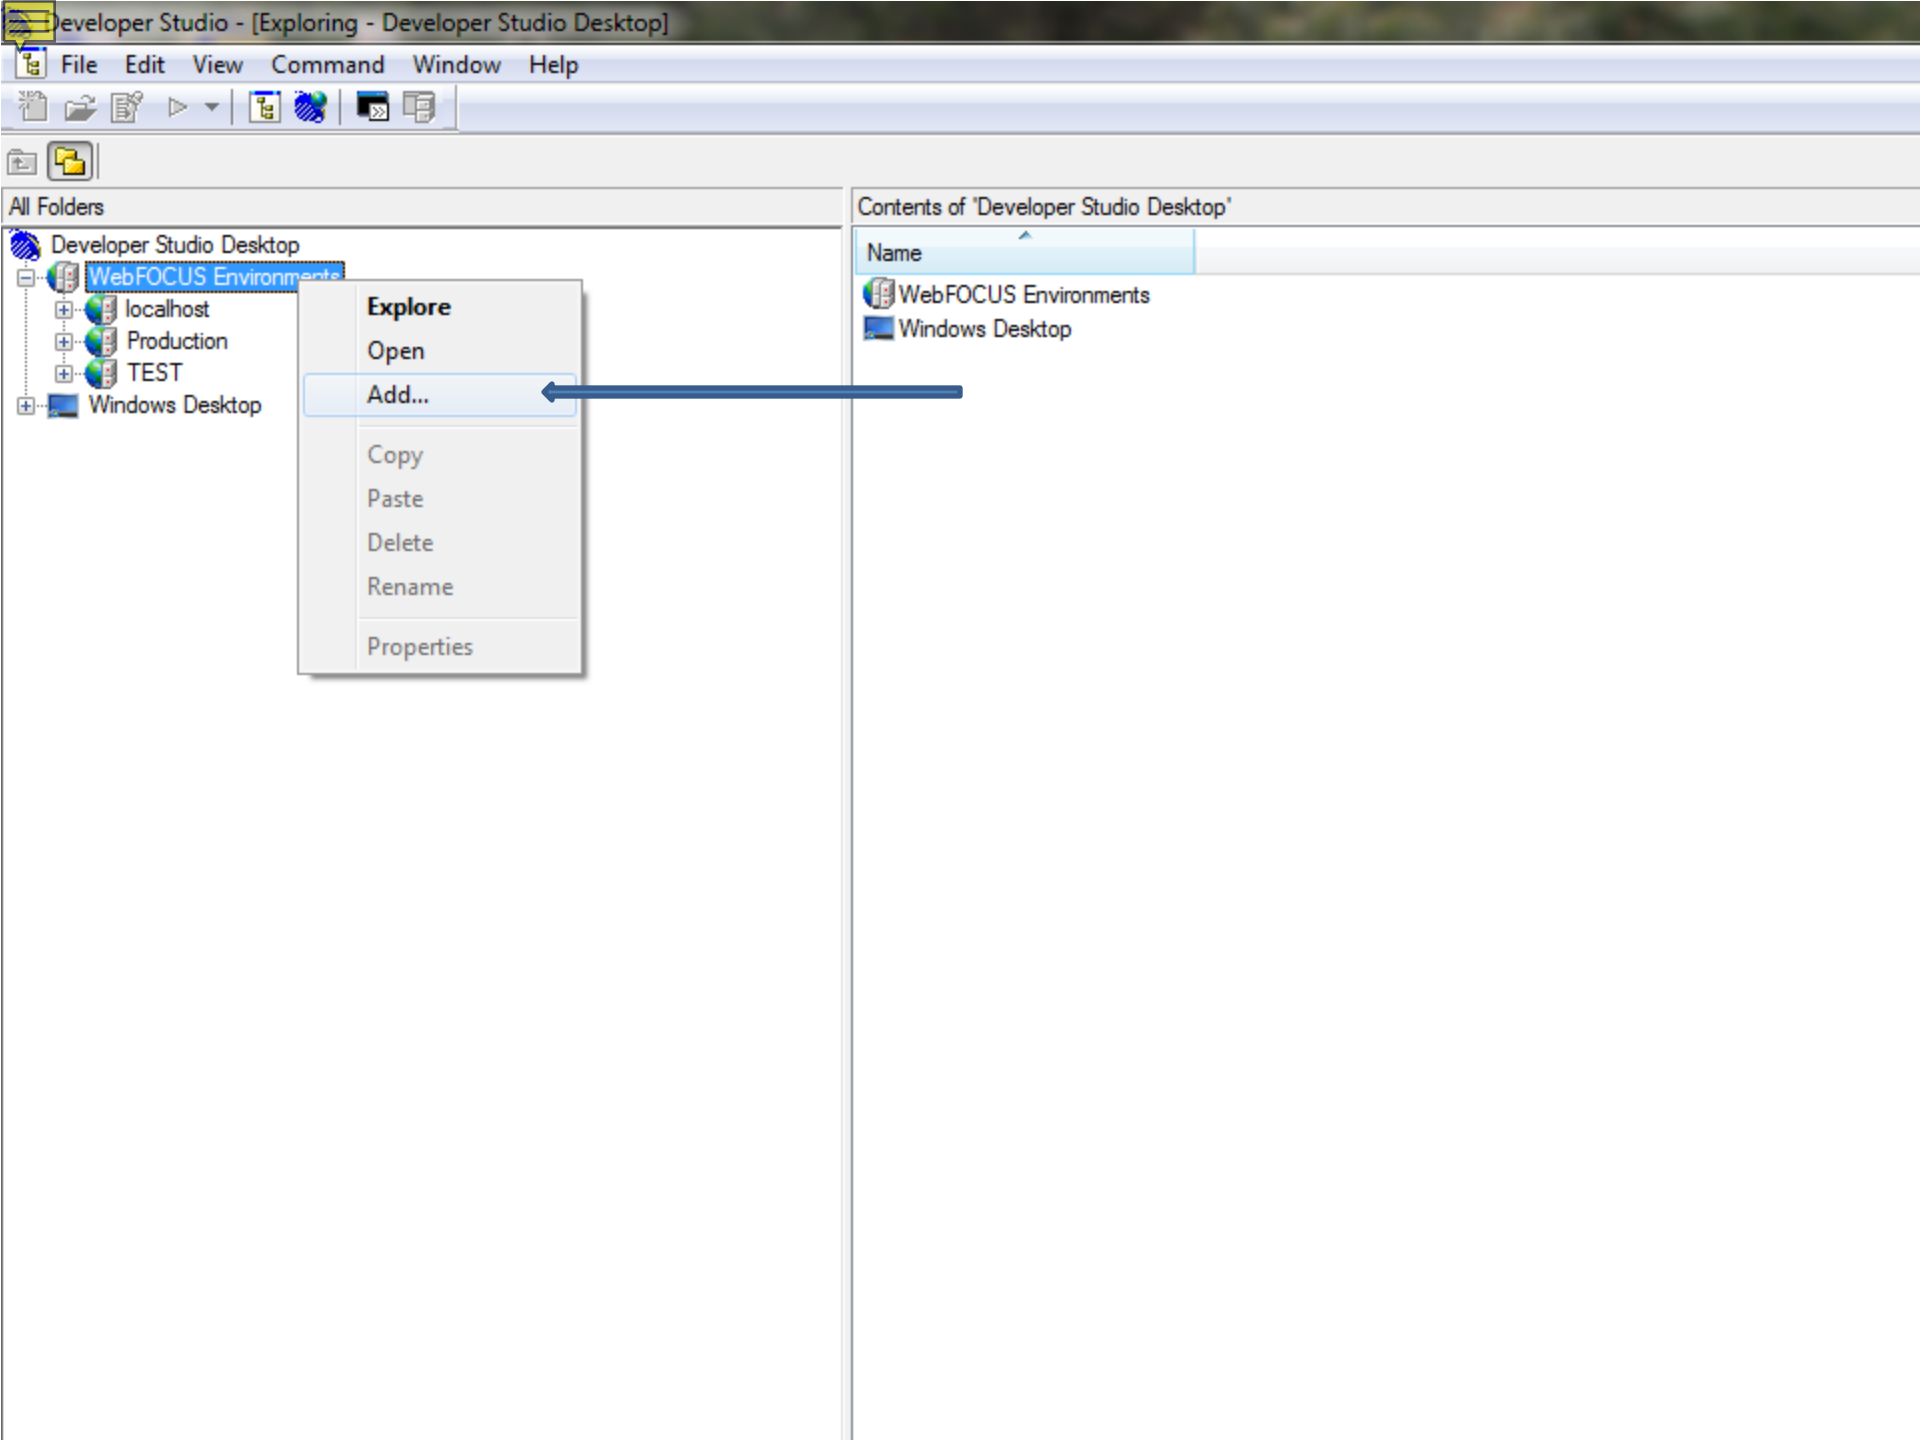 Developer Studio - [Exploring - Developer Studio Desktop]
File Edit View Command Window Help
All Folders
Developer Studio Desktop
WebFOCUS Environments
localhost
Production
TEST
Windows Desktop
Explore
Open
Add...
Copy
Paste
Delete
Rename
Properties
Contents of 'Developer Studio Desktop'
Name
WebFOCUS Environments
Windows Desktop